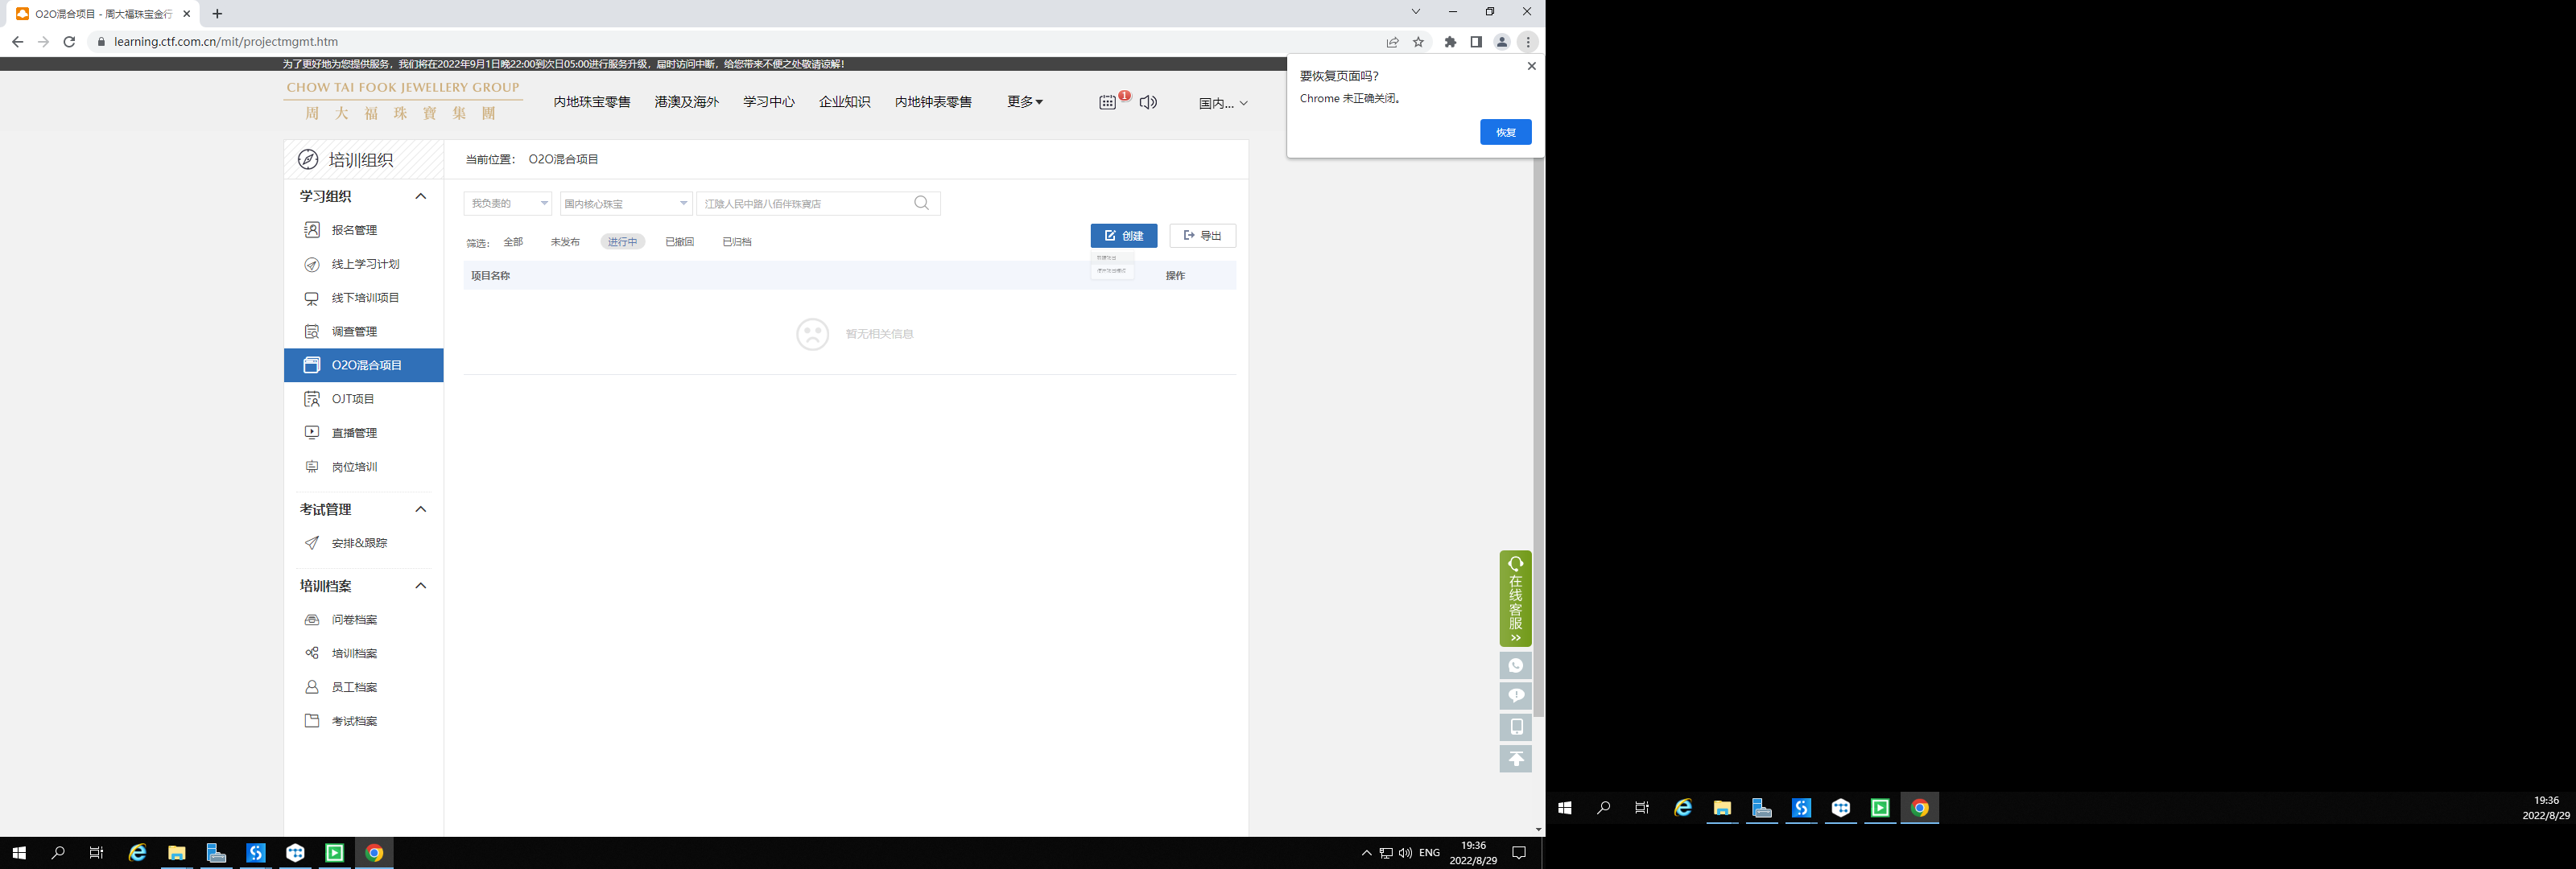 O2O混合项目 - 周大福珠宝金行
learning.ctf.com.cn/mit/projectmgmt.htm
为了更好地为您提供服务，我们将在2022年9月1日晚22:00到次日05:00进行服务升级，届时访问中断，给您带来不便之处敬请谅解！
要恢复页面吗？
Chrome 未正确关闭。
恢复
CHOW TAI FOOK JEWELLERY GROUP
周大福珠寶集團
内地珠宝零售 港澳及海外 学习中心 企业知识 内地钟表零售 更多 1 国内...
培训组织
当前位置： O2O混合项目
学习组织
报名管理
线上学习计划
线下培训项目
调查管理
O2O混合项目
OJT项目
直播管理
岗位培训
考试管理
安排&跟踪
培训档案
问卷档案
培训档案
员工档案
考试档案
我负责的 国内核心珠宝 江陰人民中路八佰伴珠寶店
筛选： 全部 未发布 进行中 已撤回 已归档
创建 导出
项目名称 操作
暂无相关信息
在线客服
ENG
19:36
2022/8/29
19:36
2022/8/29